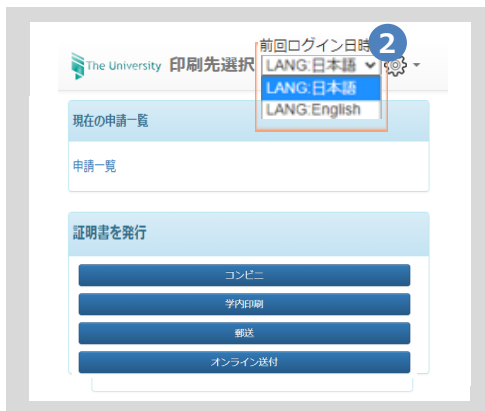 前回ログイン日時
2
The University 印刷先選択
LANG:日本語
LANG:日本語
LANG:English
現在の申請一覧
申請一覧
証明書を発行
コンビニ
学内印刷
郵送
オンライン送付